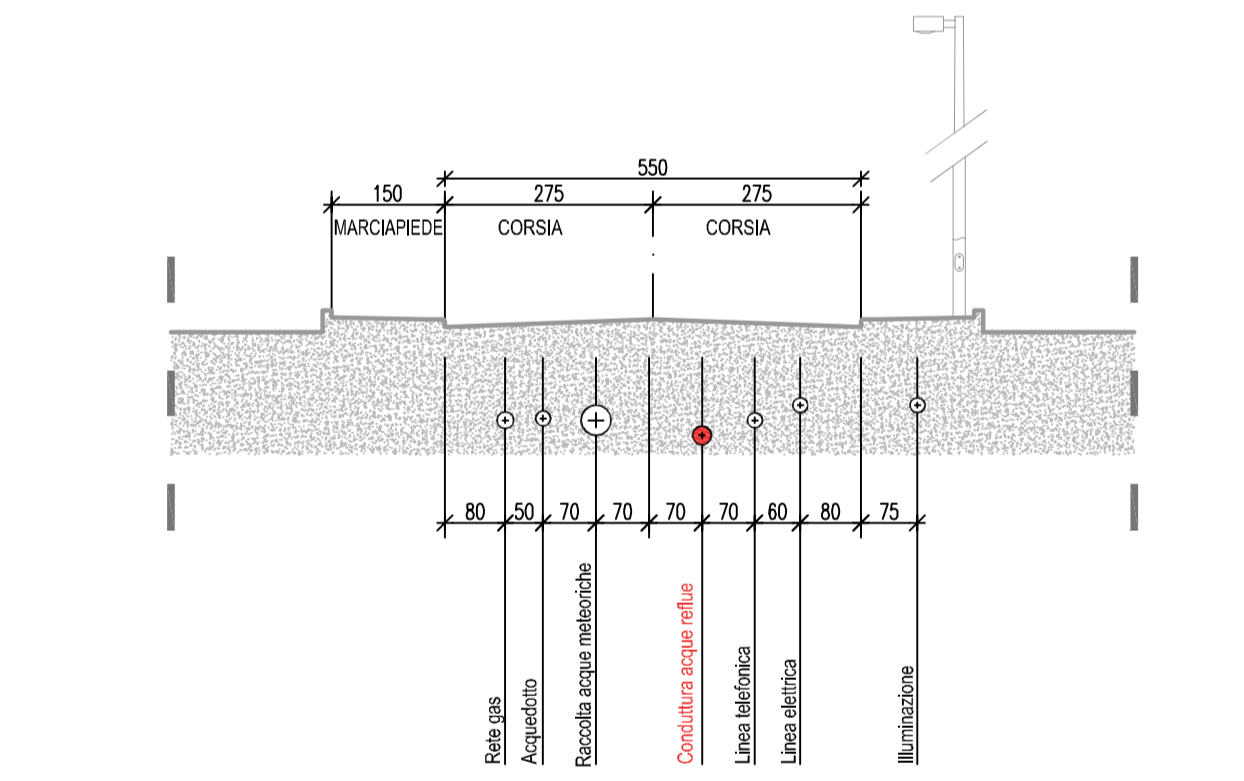 550
150 275 275
MARCIAPIEDE CORSIA CORSIA
80 50 70 70 70 70 60 80 75
Rete gas
Acquedotto
Raccolta acque meteoriche
Conduttura acque reflue
Linea telefonica
Linea elettrica
Illuminazione